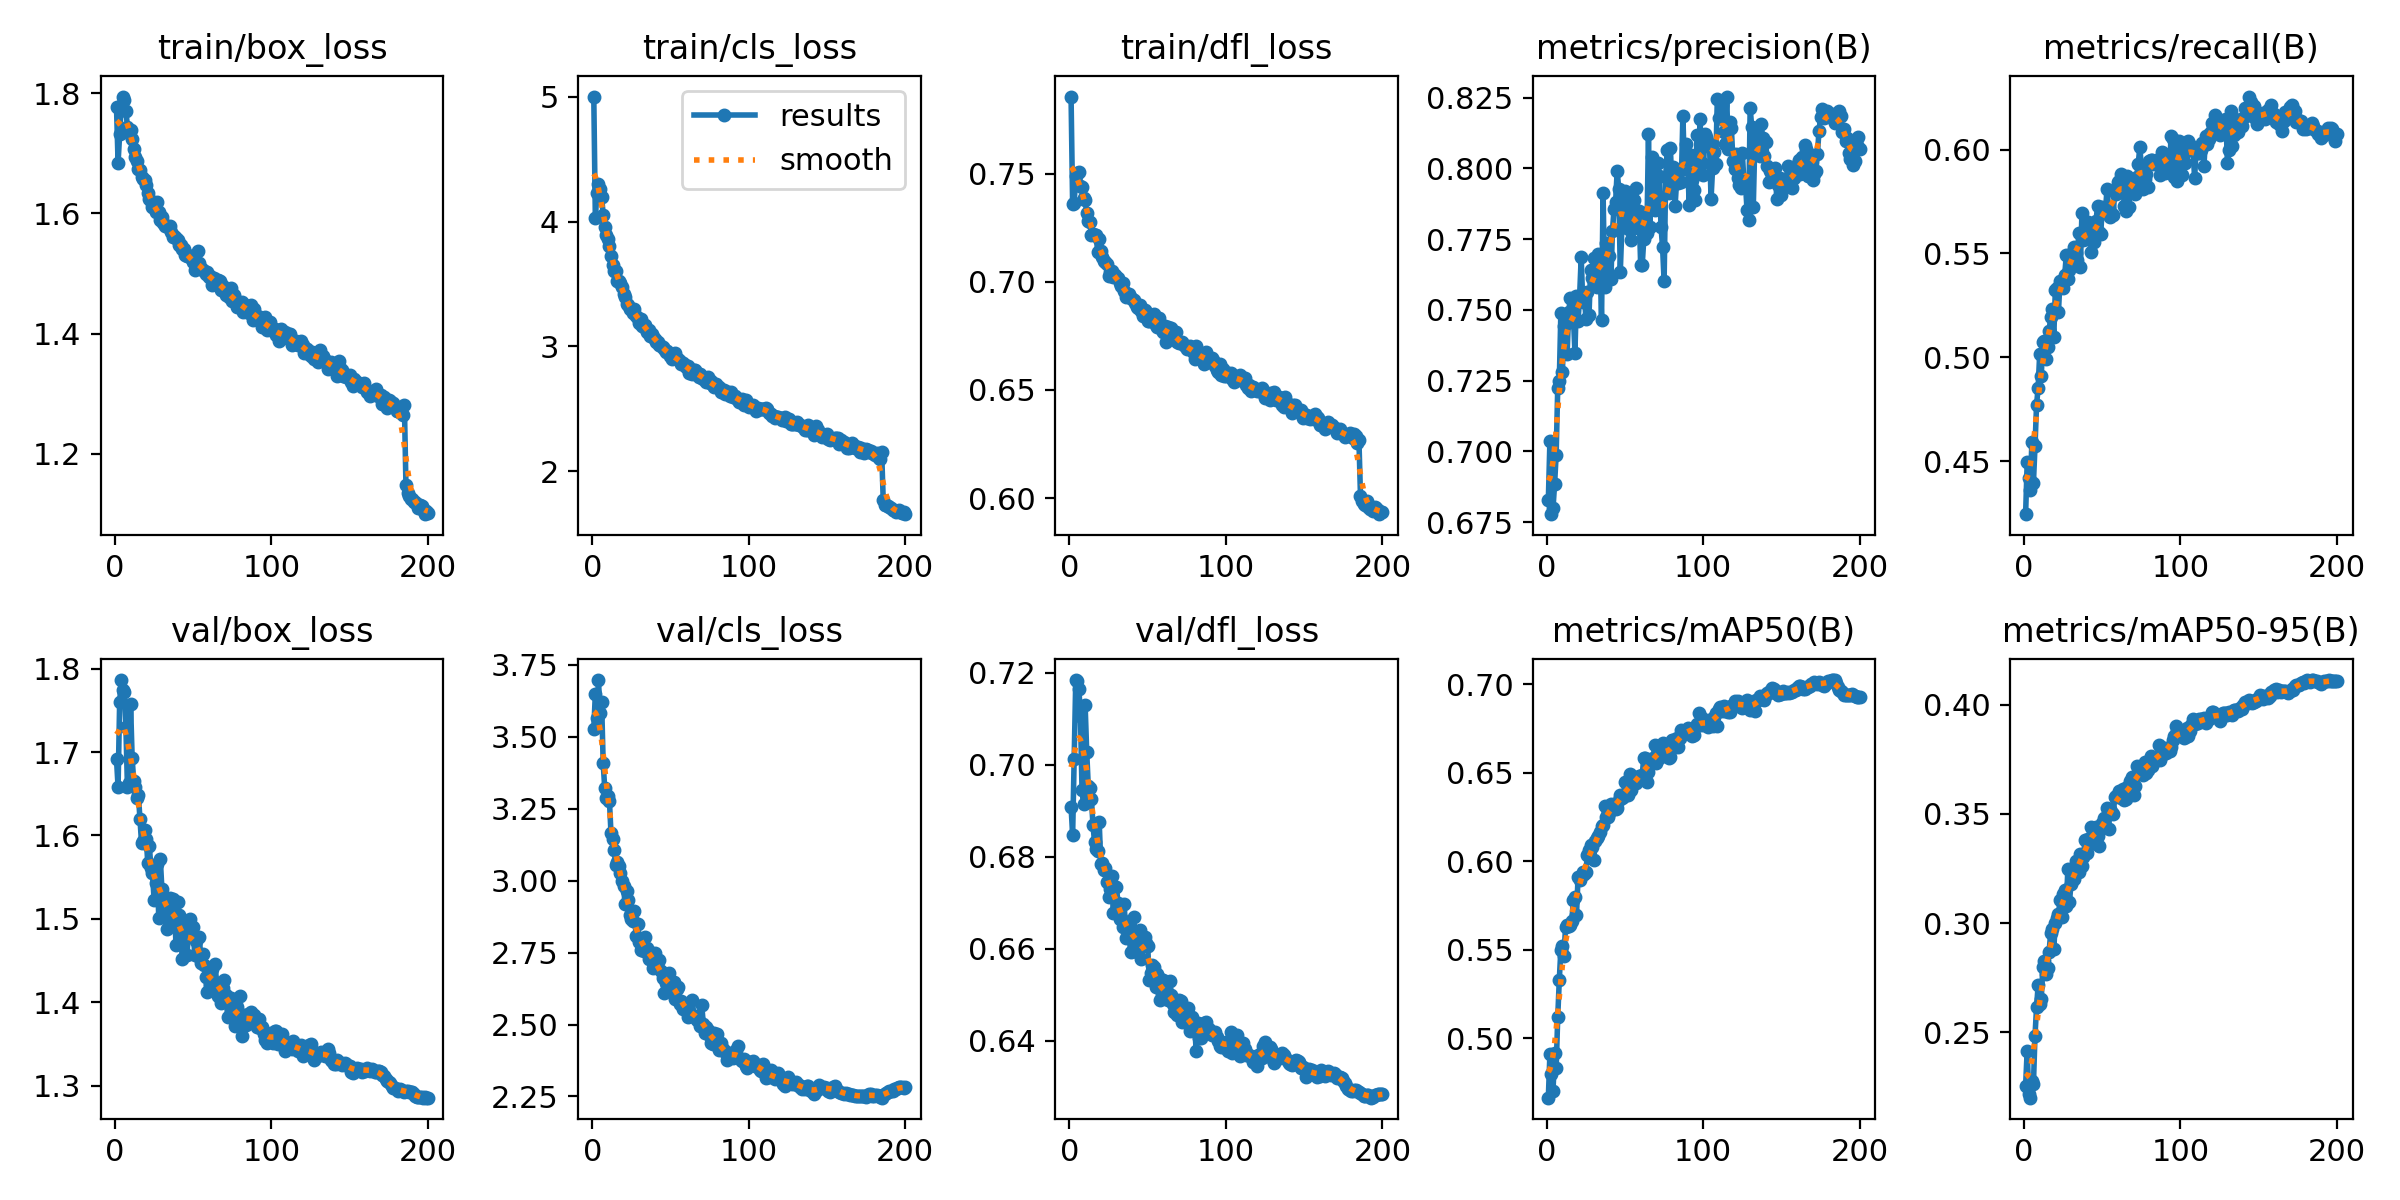 train/box_loss
1.8
1.6
1.4
1.2
0 100 200
train/cls_loss
5
4
3
2
0 100 200
results
smooth
train/dfl_loss
0.75
0.70
0.65
0.60
0 100 200
metrics/precision(B)
0.825
0.800
0.775
0.750
0.725
0.700
0.675
0 100 200
metrics/recall(B)
0.60
0.55
0.50
0.45
0 100 200
val/box_loss
1.8
1.7
1.6
1.5
1.4
1.3
0 100 200
val/cls_loss
3.75
3.50
3.25
3.00
2.75
2.50
2.25
0 100 200
val/dfl_loss
0.72
0.70
0.68
0.66
0.64
0 100 200
metrics/mAP50(B)
0.70
0.65
0.60
0.55
0.50
0 100 200
metrics/mAP50-95(B)
0.40
0.35
0.30
0.25
0 100 200